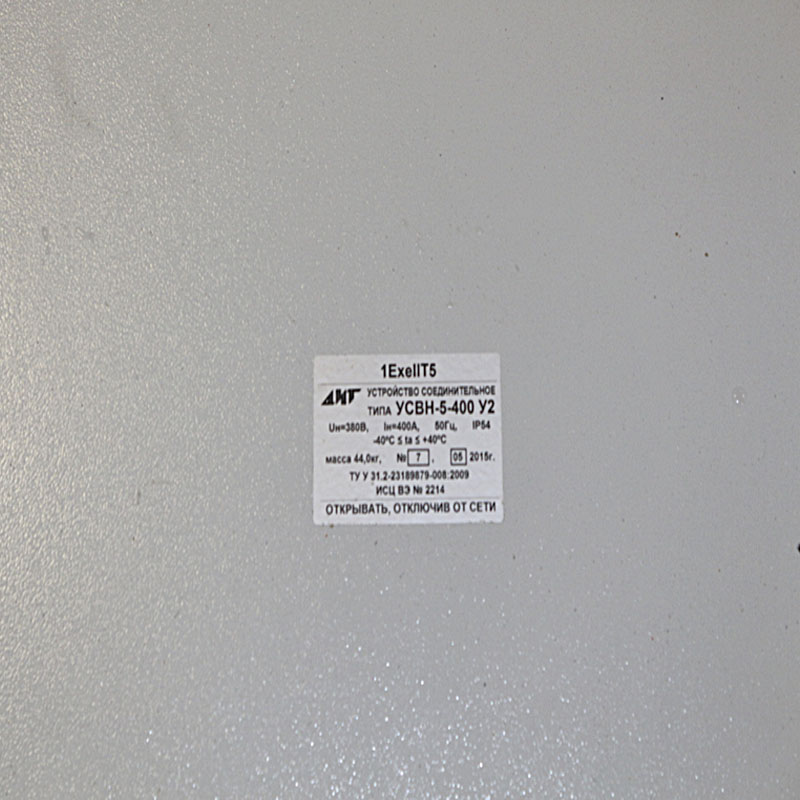 1ExeIIT5
АИГ УСТРОЙСТВО СОЕДИНИТЕЛЬНОЕ
ТИПА УСВН-5-400 У2
Uн=380В, Iн=400А, 50Гц, IP54
-40°C ≤ ta ≤ +40°C
масса 44,0кг, № 7 , 05 2015г.
ТУ У 31.2-23189879-008:2009
ИСЦ ВЭ № 2214
ОТКРЫВАТЬ, ОТКЛЮЧИВ ОТ СЕТИ